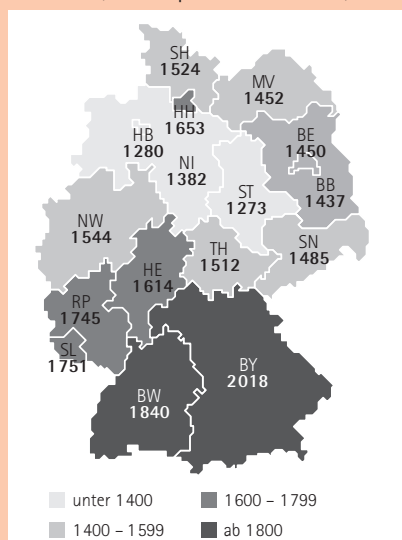 SH
1524
MV
1452
HH
1653
HB
1280
BE
1450
NI
1382
BB
1437
ST
1273
NW
1544
SN
1485
TH
1512
HE
1614
RP
1745
SL
1751
BY
2018
BW
1840
unter 1400
1600 – 1799
1400 – 1599
ab 1800